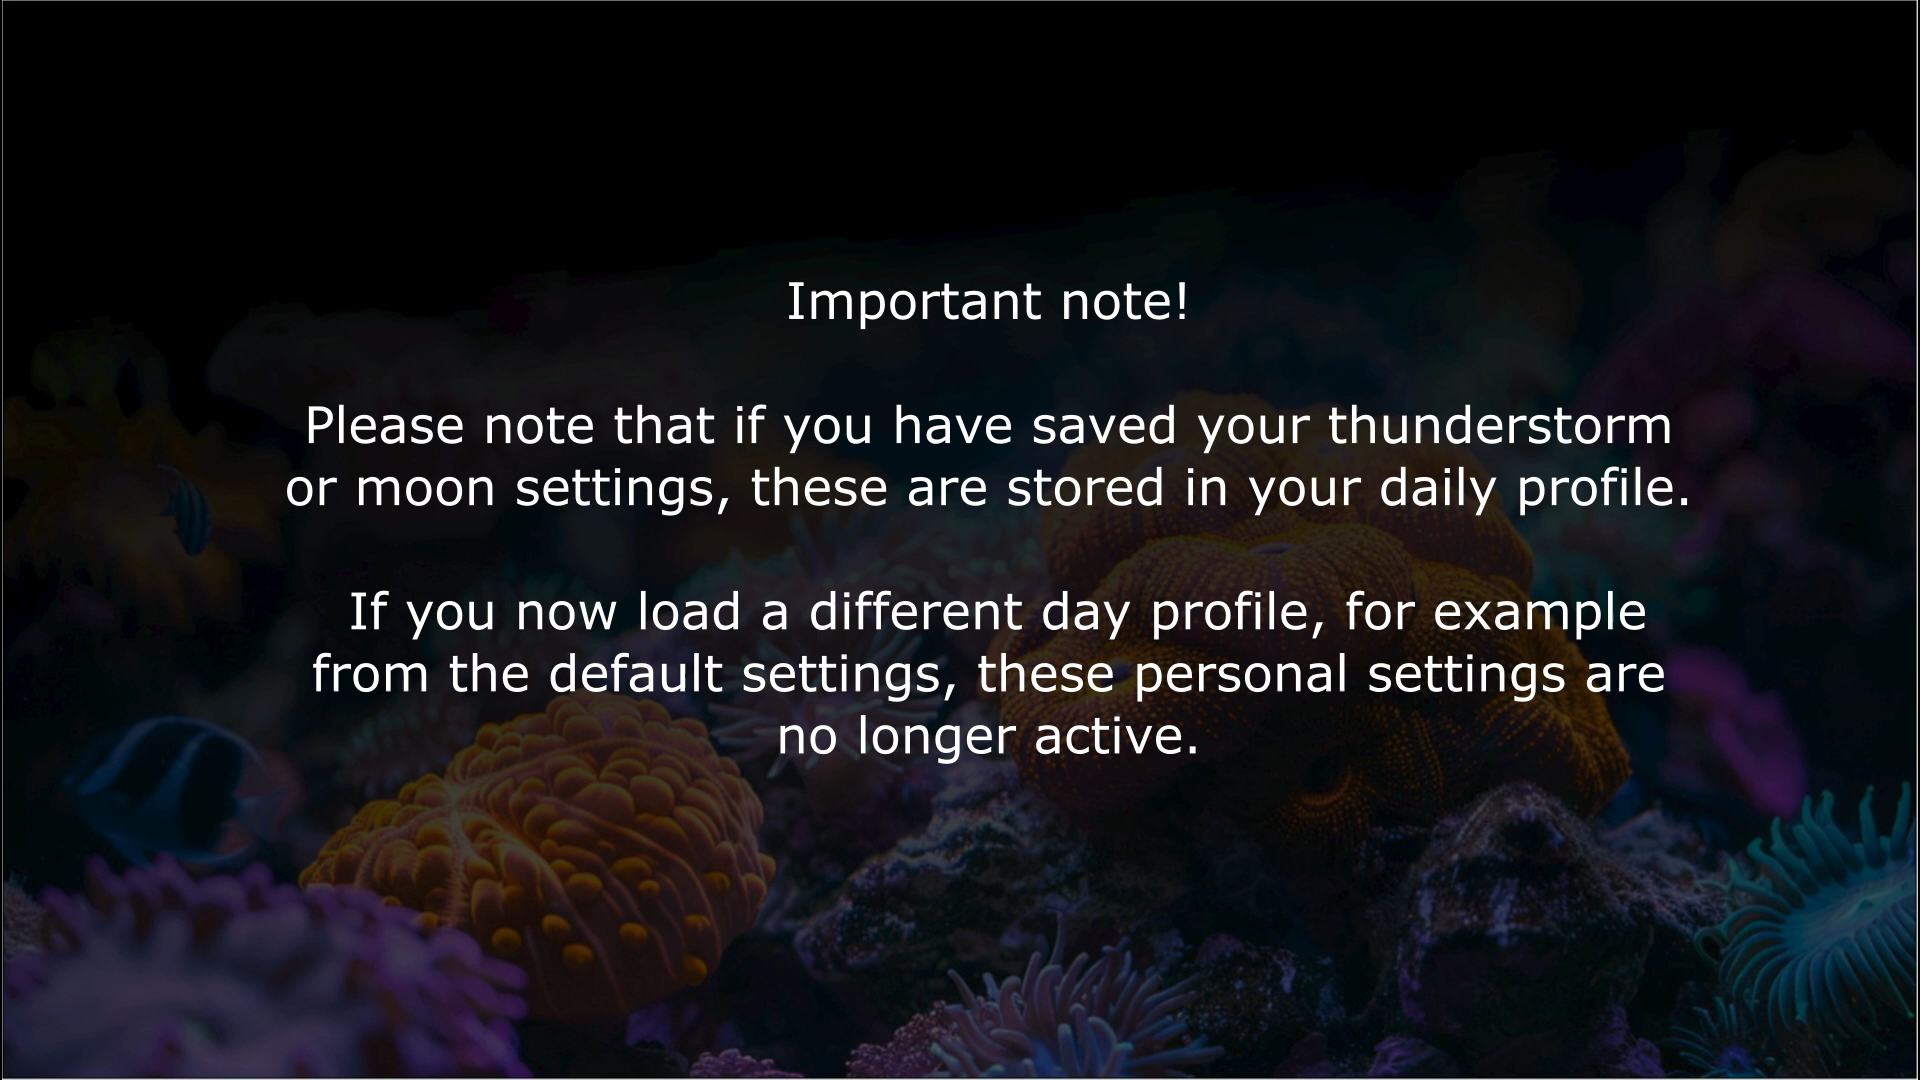 Important note!
Please note that if you have saved your thunderstorm
or moon settings, these are stored in your daily profile.
If you now load a different day profile, for example
from the default settings, these personal settings are
no longer active.